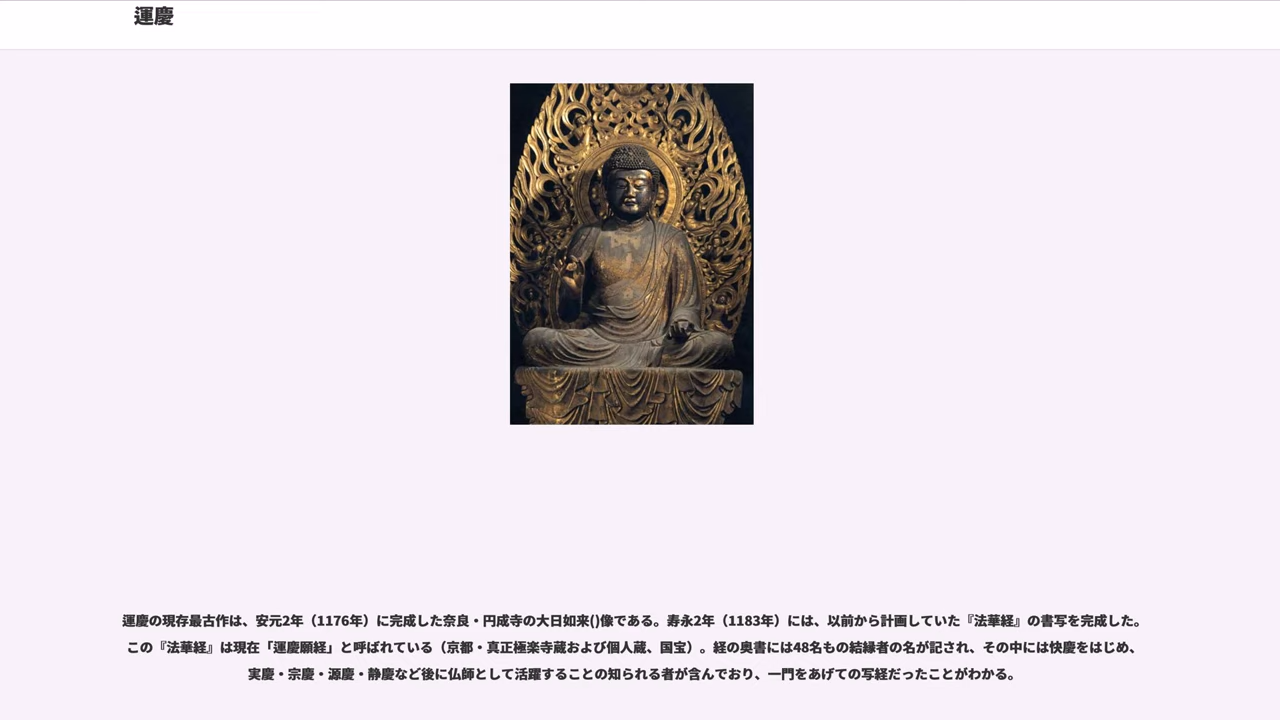 運慶
運慶の現存最古作は、安元2年（1176年）に完成した奈良・円成寺の大日如来()像である。寿永2年（1183年）には、以前から計画していた『法華経』の書写を完成した。
この『法華経』は現在「運慶願経」と呼ばれている（京都・真正極楽寺蔵および個人蔵、国宝）。経の奥書には48名もの結縁者の名が記され、その中には快慶をはじめ、
実慶・宗慶・源慶・静慶など後に仏師として活躍することの知られる者が含んでおり、一門をあげての写経だったことがわかる。